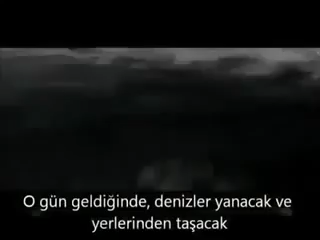 O gün geldiğinde, denizler yanacak ve
yerlerinden taşacak